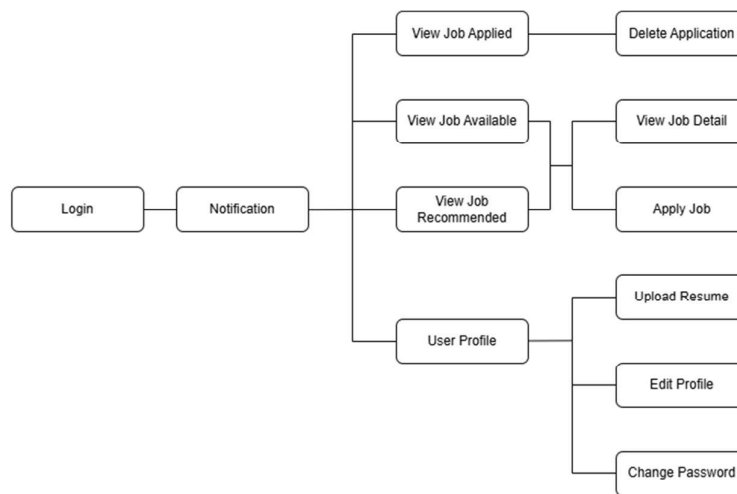 View Job Applied
Delete Application
View Job Available
View Job Detail
Login
Notification
View Job
Recommended
Apply Job
Upload Resume
User Profile
Edit Profile
Change Password